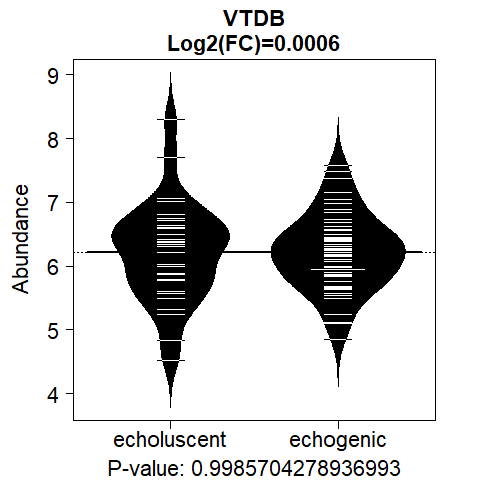 VTDB
Log2(FC)=0.0006
Abundance
9
8
7
6
5
4
echoluscent echogenic
P-value: 0.9985704278936993